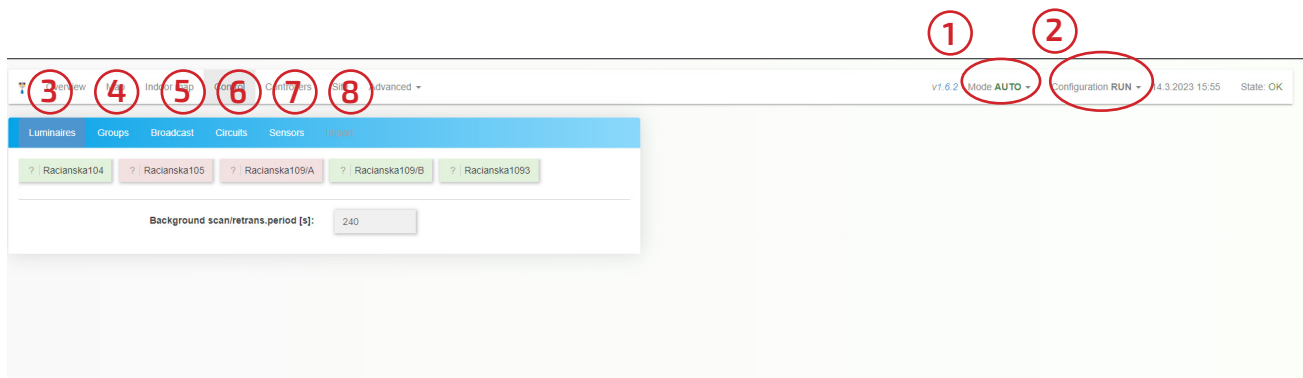 1 2
3 4 5 6 7 8
Overview Map Indoor map Control Controllers Advanced v1.6.2 Mode AUTO Configuration RUN 14.3.2023 15:55 State: OK
Luminaires Groups Broadcast Circuits Sensors
? Racianska104 ? Racianska105 ? Racianska109/A ? Racianska109/B ? Racianska1093
Background scan/retrans.period [s]: 240